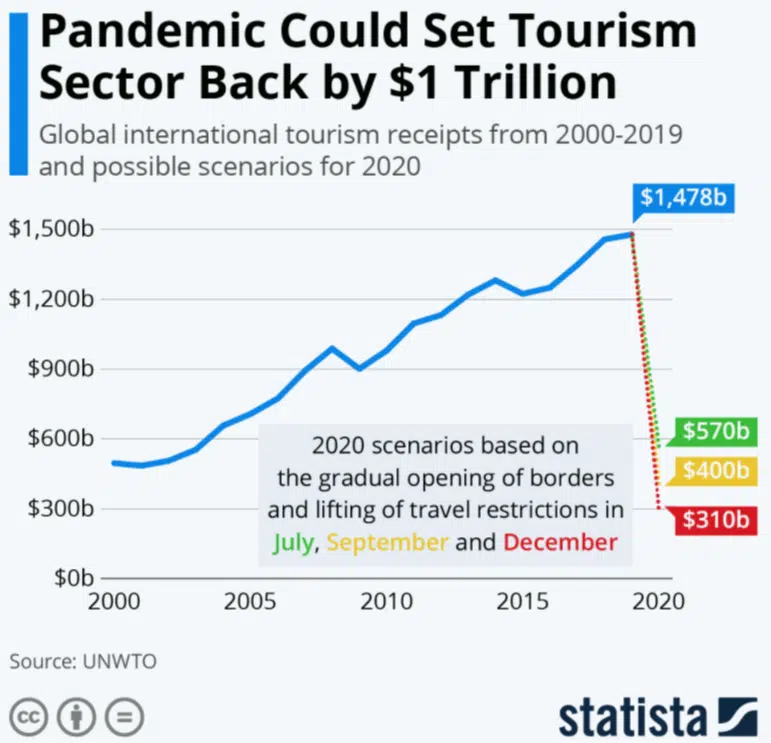 Pandemic Could Set Tourism
Sector Back by $1 Trillion
Global international tourism receipts from 2000-2019
and possible scenarios for 2020
$1,478b
$1,500b
$1,200b
$900b
$600b
$300b
$0b
$570b
$400b
$310b
2020 scenarios based on
the gradual opening of borders
and lifting of travel restrictions in
July, September and December
2000 2005 2010 2015 2020
Source: UNWTO
cc
statista